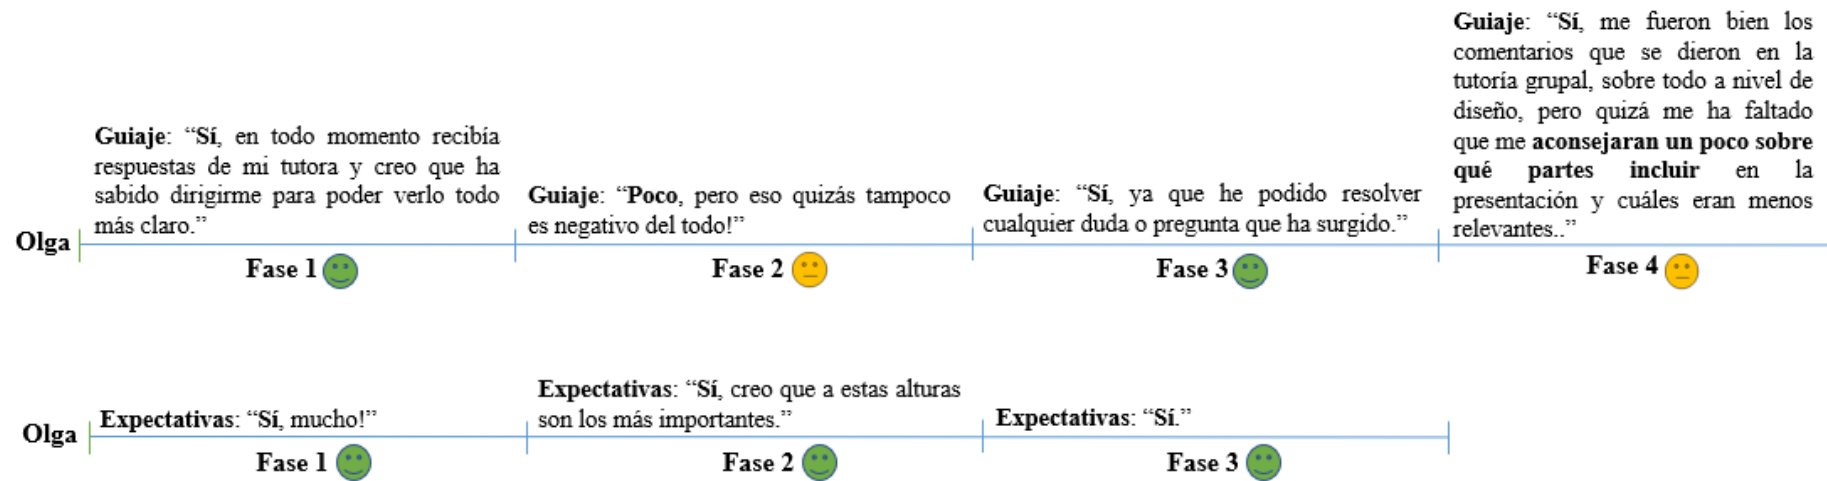 Guiaje: “Sí, en todo momento recibía
respuestas de mi tutora y creo que ha
sabido dirigirme para poder verlo todo
más claro.”
Guiaje: “Poco, pero eso quizás tampoco
es negativo del todo!”
Guiaje: “Sí, ya que he podido resolver
cualquier duda o pregunta que ha surgido.”
Guiaje: “Sí, me fueron bien los
comentarios que se dieron en la
tutoría grupal, sobre todo a nivel de
diseño, pero quizá me ha faltado
que me aconsejaran un poco sobre
qué partes incluir en la
presentación y cuáles eran menos
relevantes..”
Olga
Fase 1
Fase 2
Fase 3
Fase 4
Expectativas: “Sí, mucho!”
Expectativas: “Sí, creo que a estas alturas
son los más importantes.”
Expectativas: “Sí.”
Olga
Fase 1
Fase 2
Fase 3